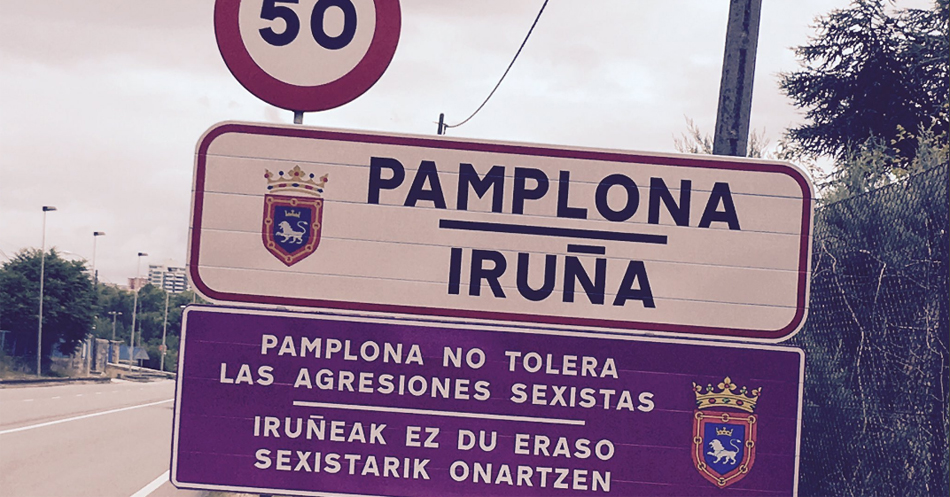 50
PAMPLONA
IRUÑA
PAMPLONA NO TOLERA
LAS AGRESIONES SEXISTAS
IRUÑEAK EZ DU ERASO
SEXISTARIK ONARTZEN